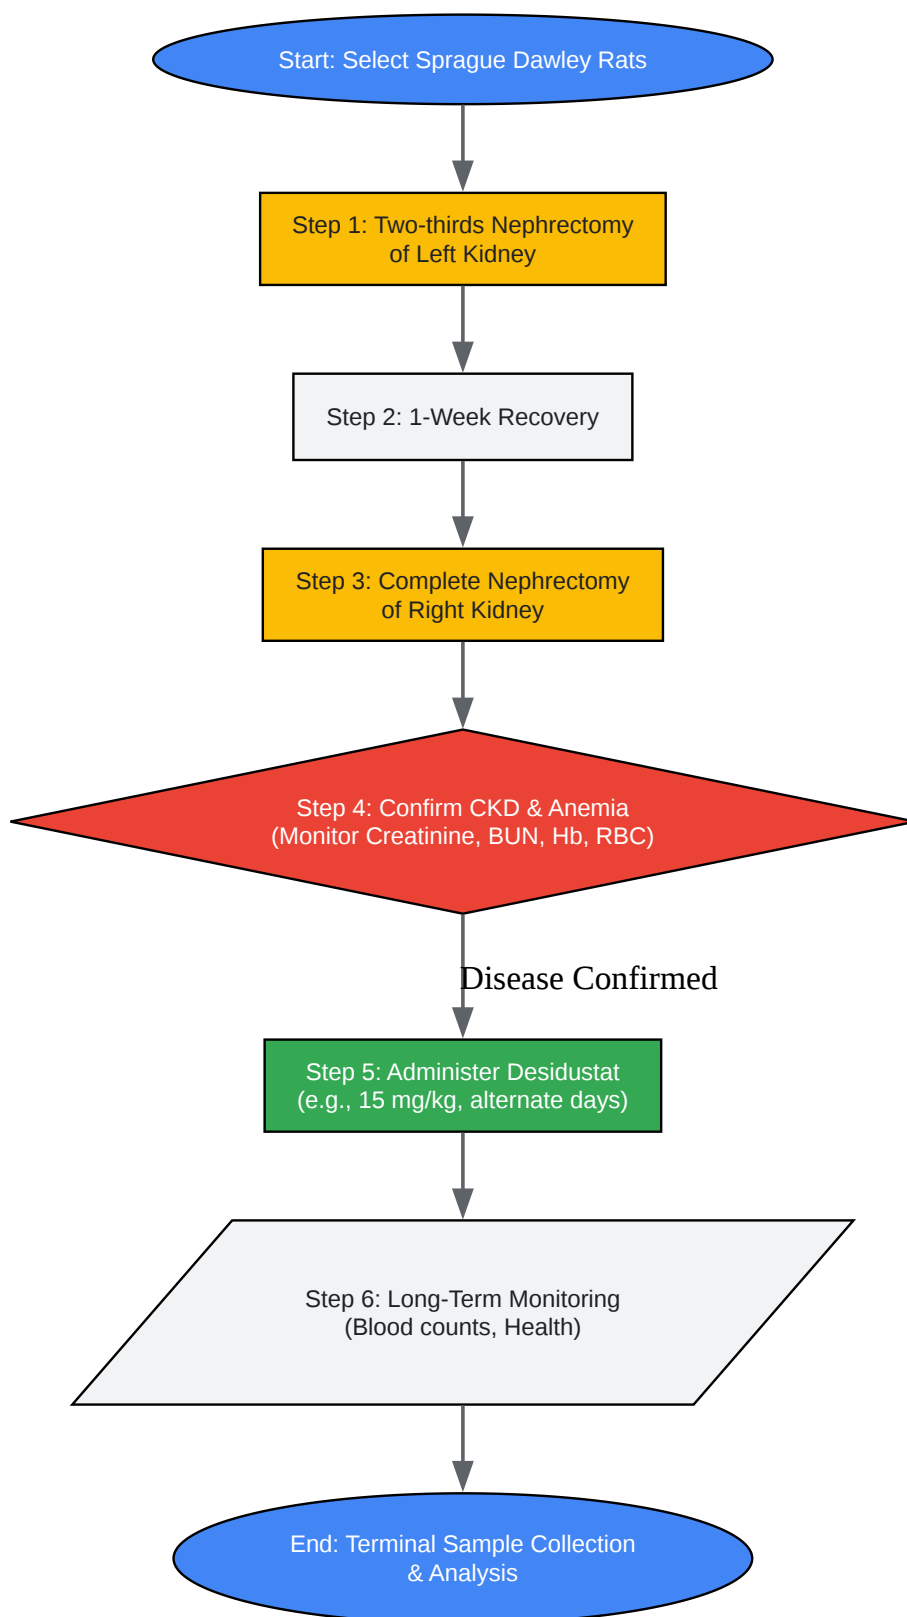 Start: Select Sprague Dawley Rats
Step 1: Two-thirds Nephrectomy
of Left Kidney
Step 2: 1-Week Recovery
Step 3: Complete Nephrectomy
of Right Kidney
Step 4: Confirm CKD & Anemia
(Monitor Creatinine, BUN, Hb, RBC)
Disease Confirmed
Step 5: Administer Desidustat
(e.g., 15 mg/kg, alternate days)
Step 6: Long-Term Monitoring
(Blood counts, Health)
End: Terminal Sample Collection
& Analysis